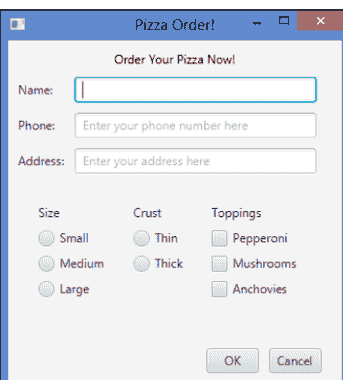 Pizza Order!
Order Your Pizza Now!
Name:
Phone: Enter your phone number here
Address: Enter your address here
Size Crust Toppings
Small Thin Pepperoni
Medium Thick Mushrooms
Large Anchovies
OK Cancel